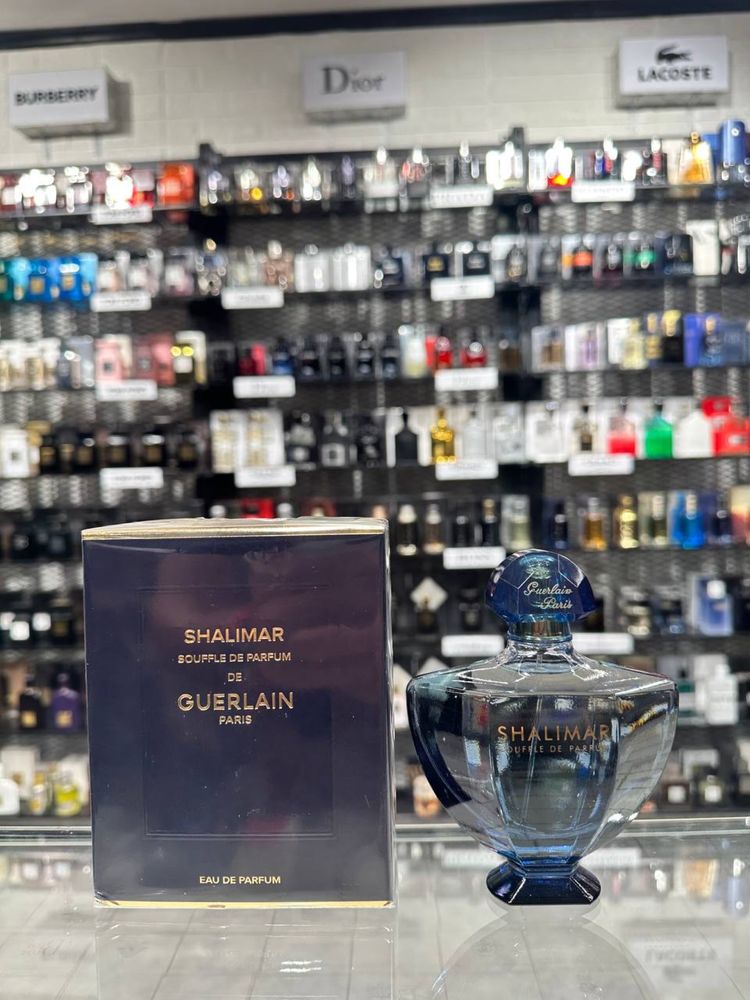 BURBERRY
Dior
LACOSTE
SHALIMAR
SOUFFLE DE PARFUM
DE
GUERLAIN
PARIS
EAU DE PARFUM
Guerlain
Paris
SHALIMAR
SOUFFLE DE PARFUM